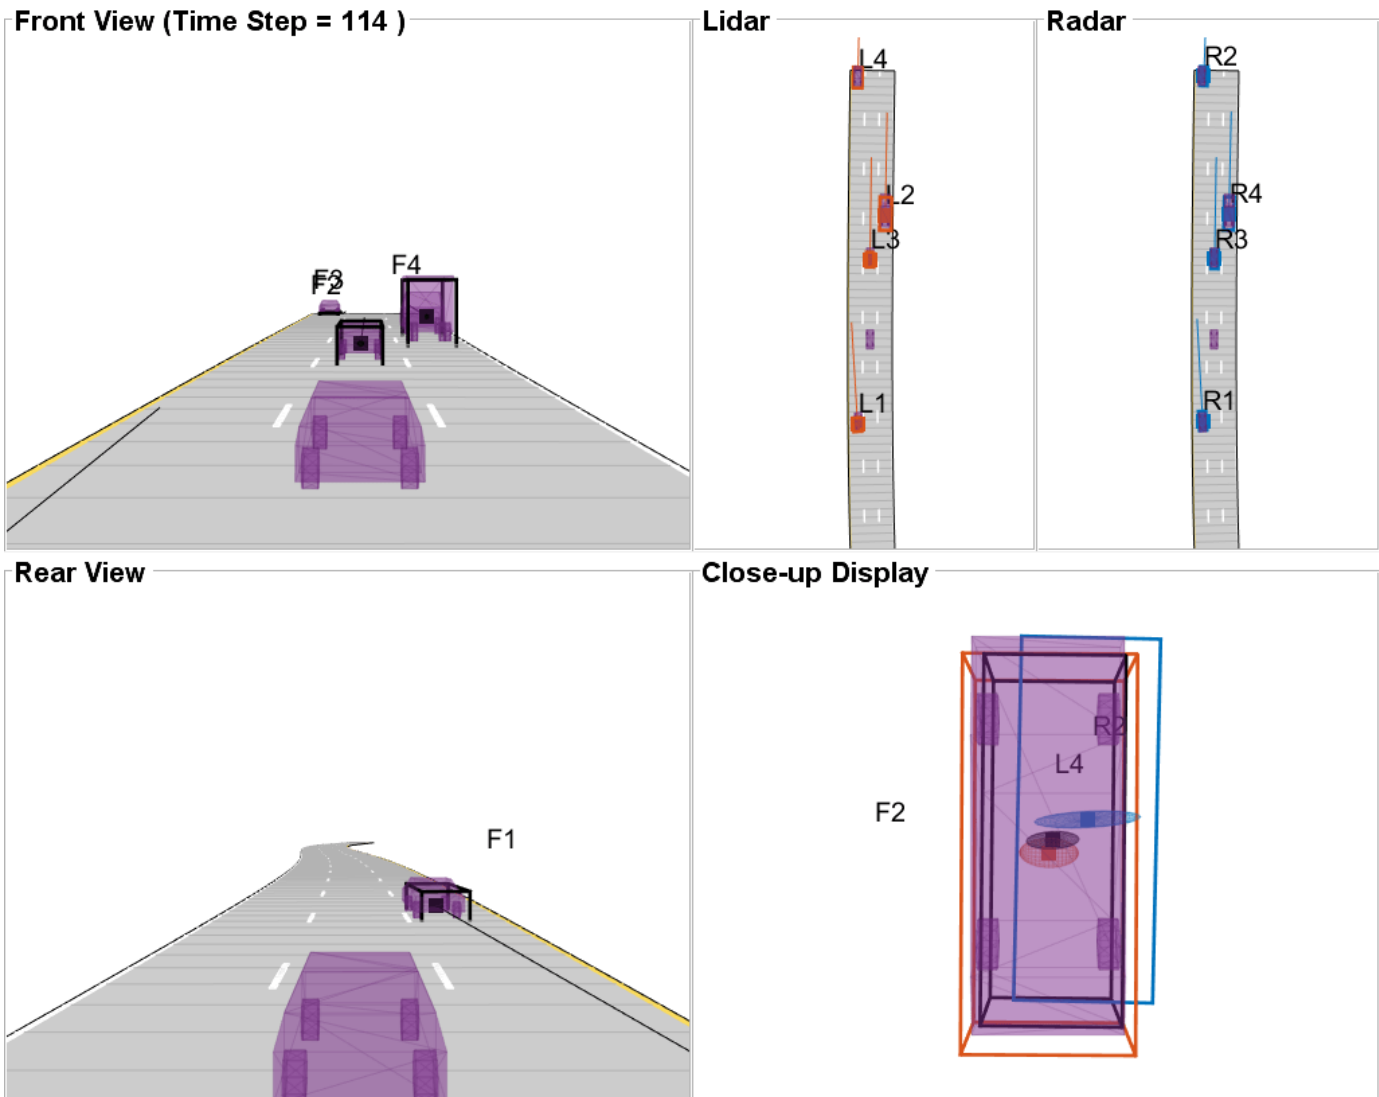 Front View (Time Step = 114 )
F2
F4
Lidar
L4
L2
L3
L1
Radar
R2
R4
R3
R1
Rear View
F1
Close-up Display
R2
L4
F2